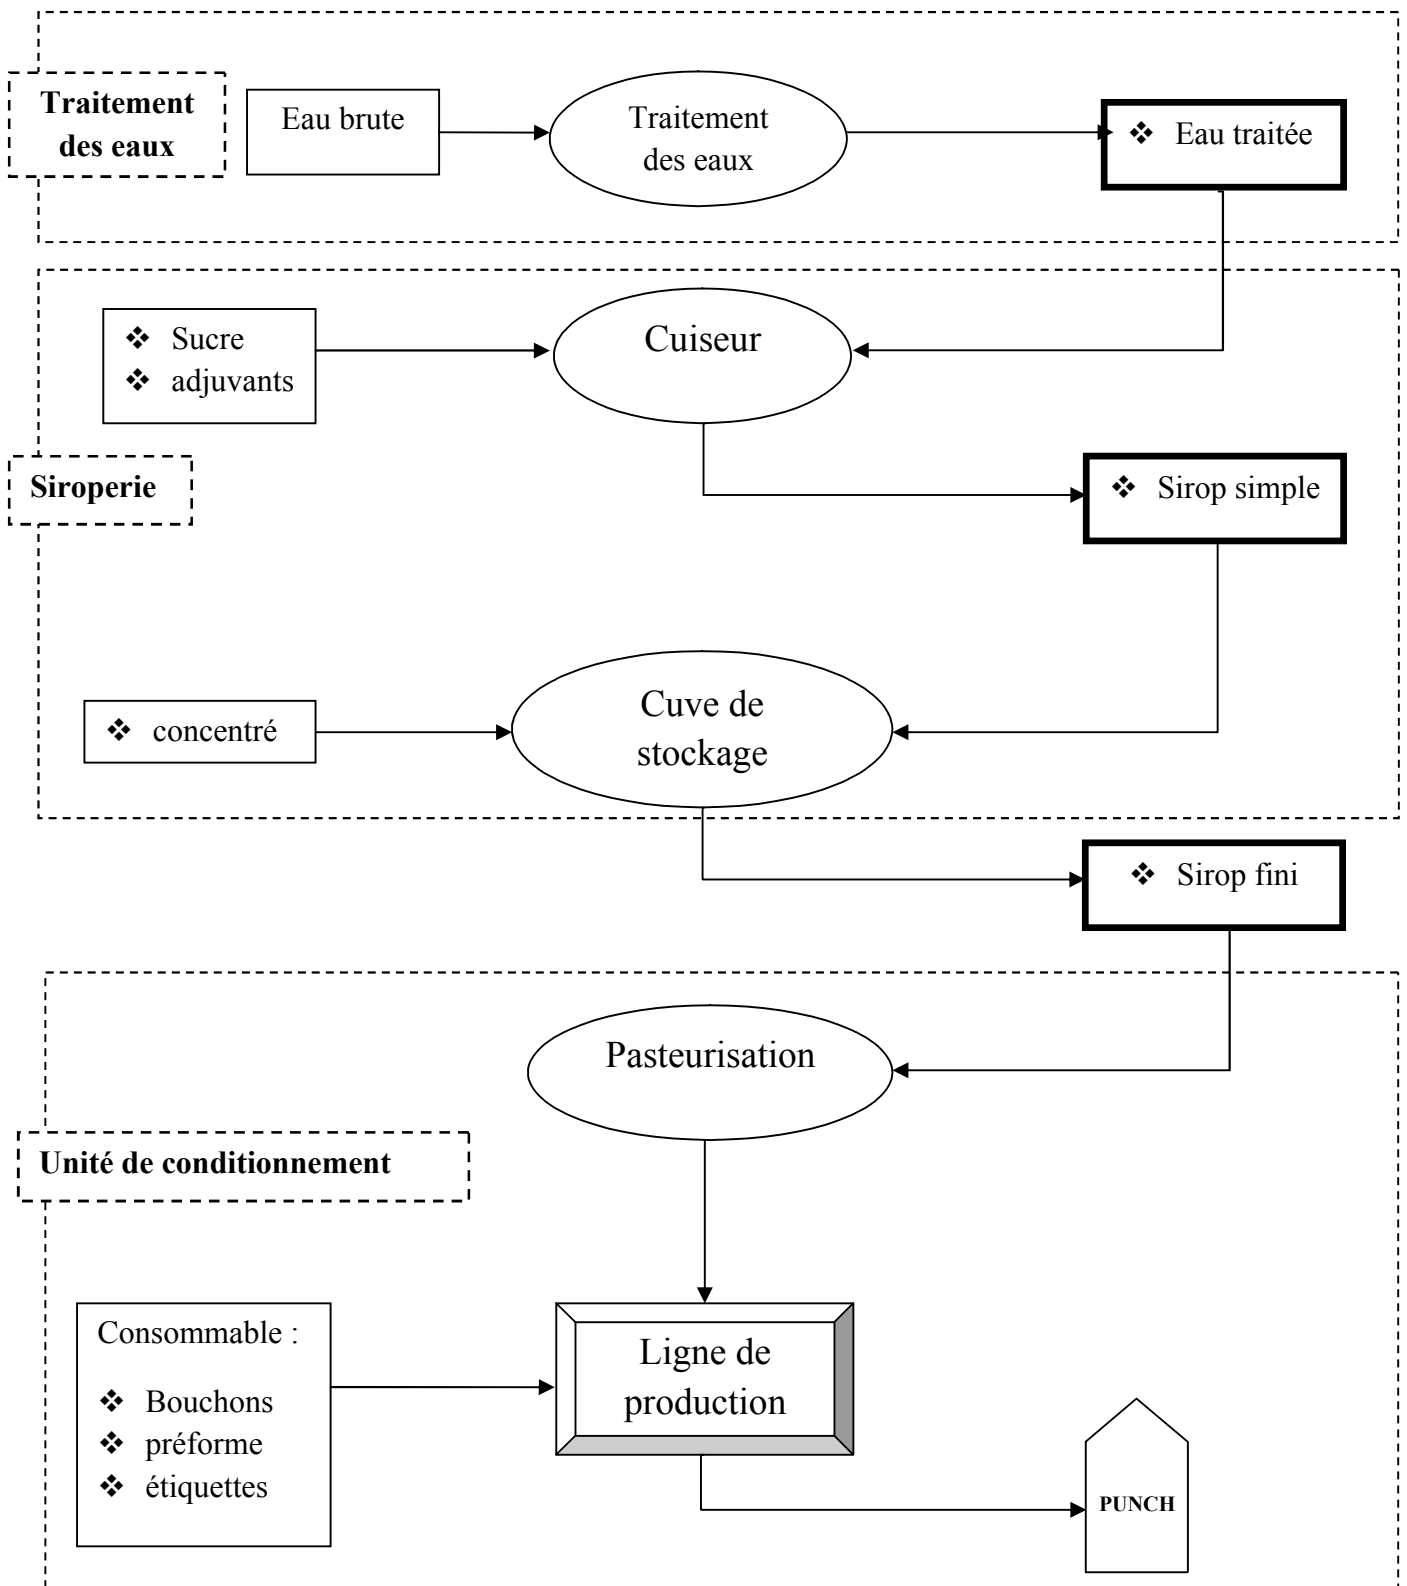 Traitement
des eaux
Eau brute
Traitement
des eaux
❖ Eau traitée
❖ Sucre
❖ adjuvants
Cuiseur
Siroperie
❖ Sirop simple
❖ concentré
Cuve de
stockage
❖ Sirop fini
Pasteurisation
Unité de conditionnement
Consommable :
❖ Bouchons
❖ préforme
❖ étiquettes
Ligne de
production
PUNCH